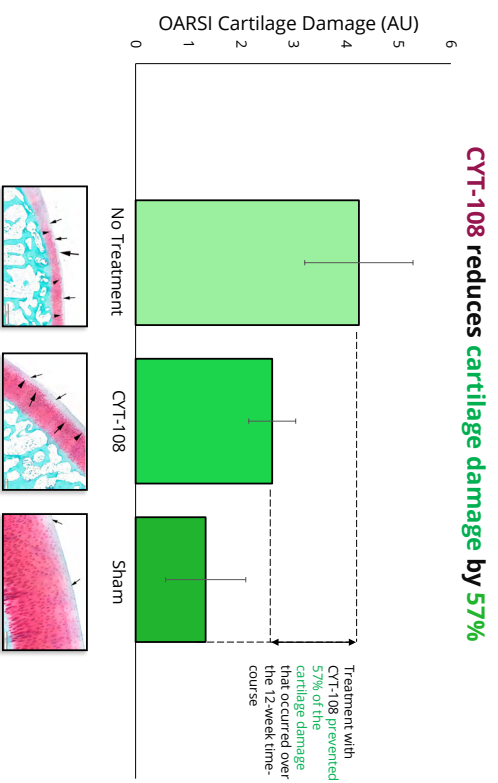 CYT-108 reduces cartilage damage by 57%
OARSI Cartilage Damage (AU)
6
5
4
3
2
1
0
Treatment with
CYT-108 prevented
57% of the
cartilage damage
that occurred over
the 12-week time-
course
No Treatment
CYT-108
Sham